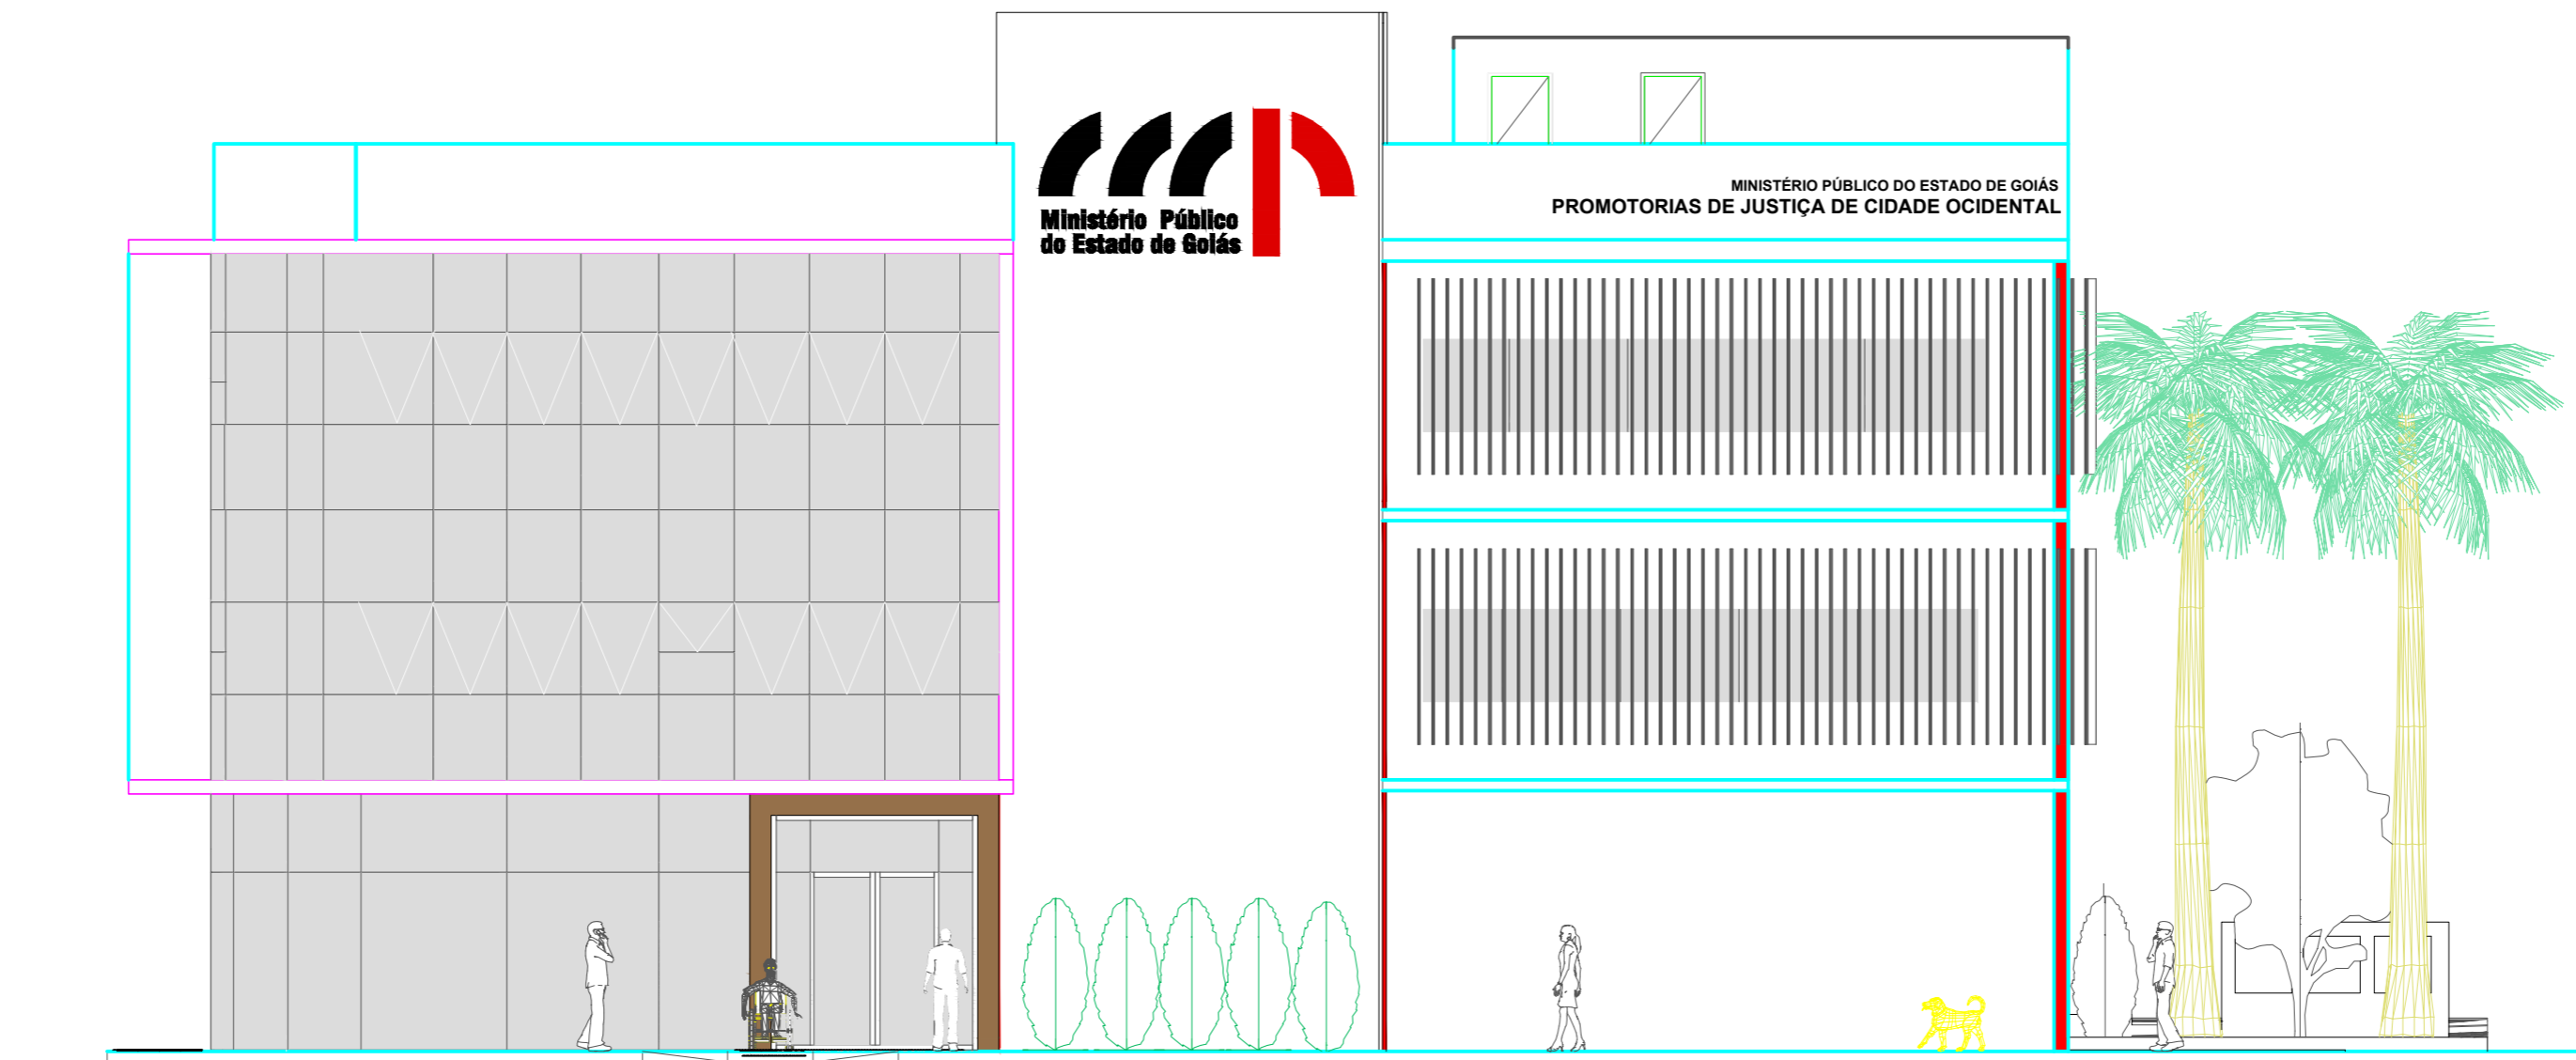 Ministério Público
do Estado de Goiás
MINISTÉRIO PÚBLICO DO ESTADO DE GOIÁS
PROMOTORIAS DE JUSTIÇA DE CIDADE OCIDENTAL